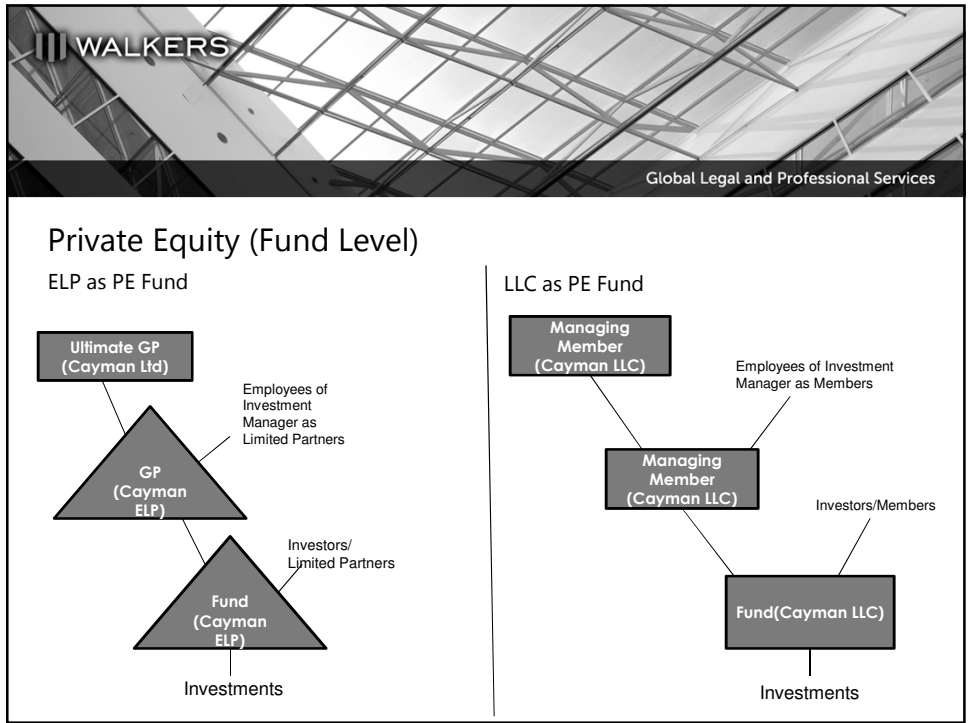 WALKERS
Global Legal and Professional Services
Private Equity (Fund Level)
ELP as PE Fund
Ultimate GP
(Cayman Ltd)
Employees of
Investment
Manager as
Limited Partners
GP
(Cayman
ELP)
Investors/
Limited Partners
Fund
(Cayman
ELP)
Investments
LLC as PE Fund
Managing
Member
(Cayman LLC)
Employees of Investment
Manager as Members
Managing
Member
(Cayman LLC)
Investors/Members
Fund(Cayman LLC)
Investments